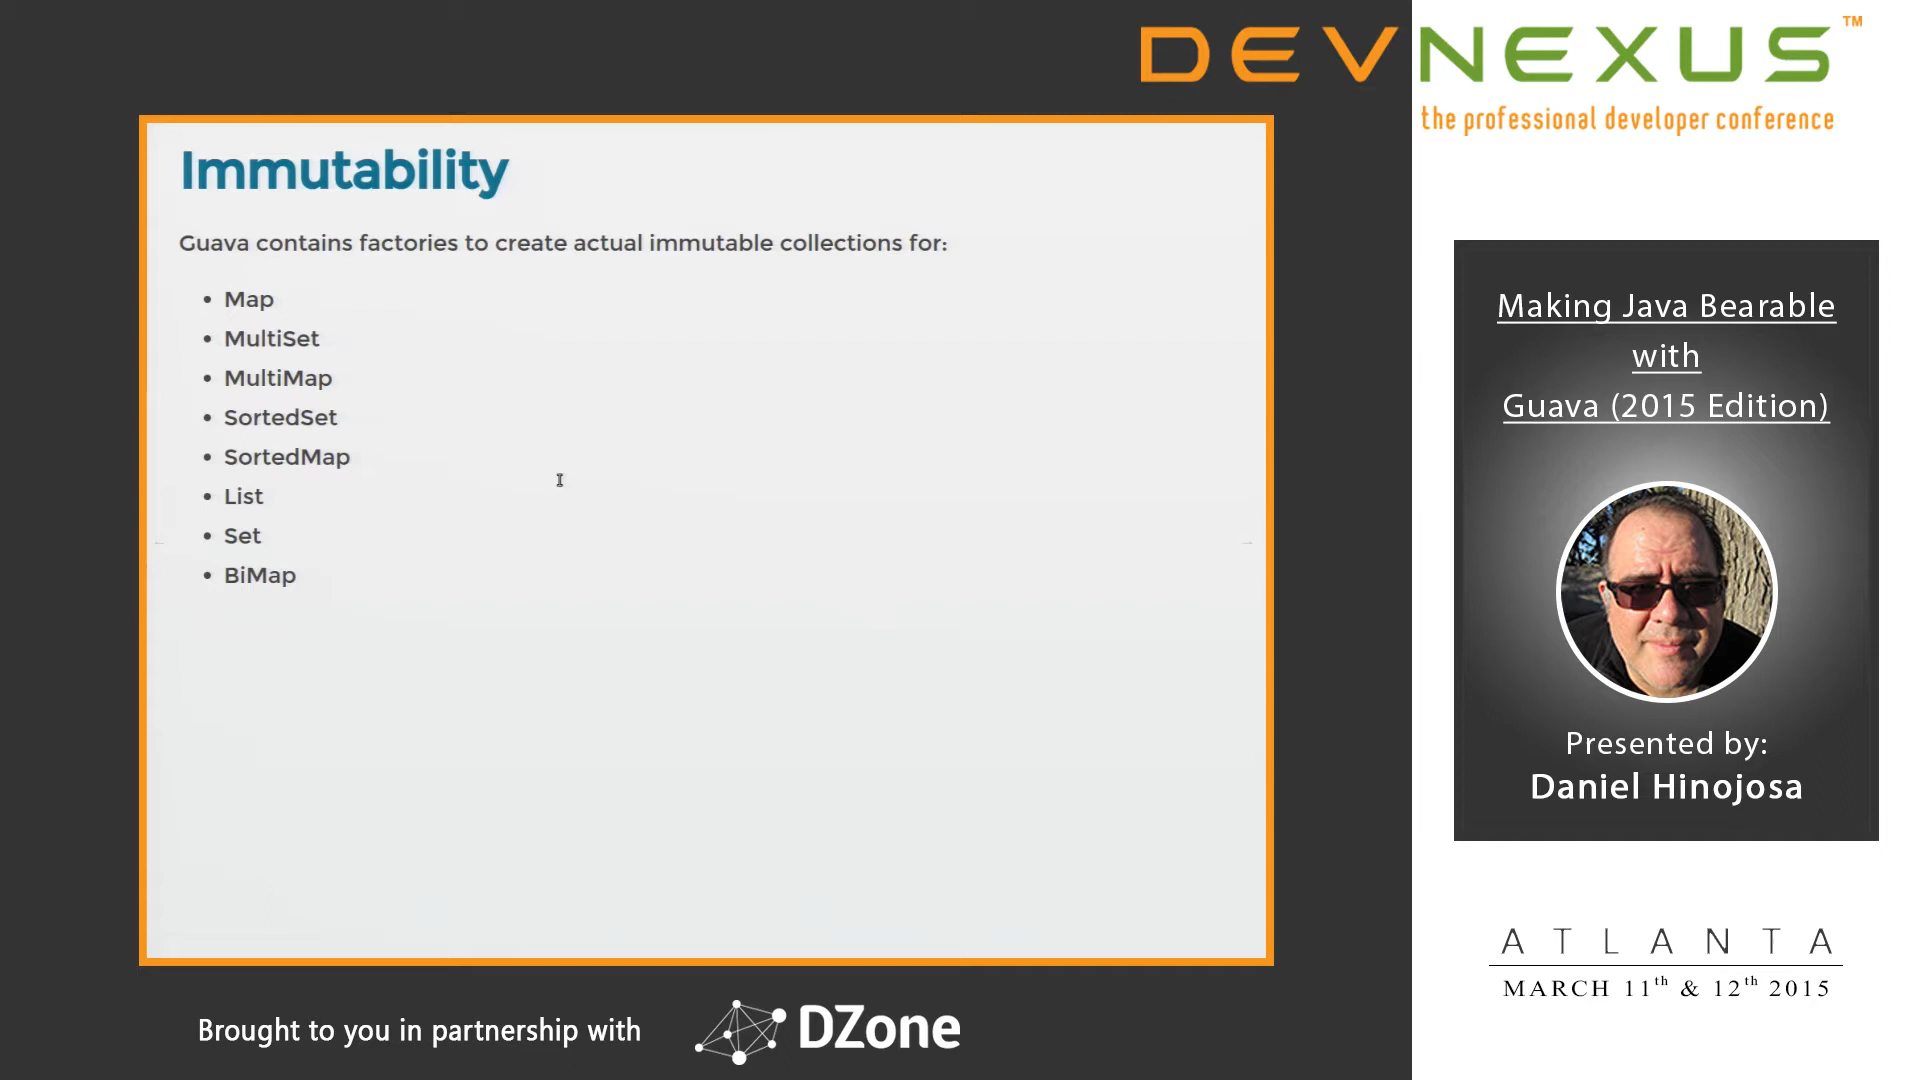 DEVNEXUS™
the professional developer conference
Immutability
Guava contains factories to create actual immutable collections for:
• Map
• MultiSet
• MultiMap
• SortedSet
• SortedMap
• List
• Set
• BiMap
Making Java Bearable
with
Guava (2015 Edition)
Presented by:
Daniel Hinojosa
ATLANTA
MARCH 11th & 12th 2015
Brought to you in partnership with
DZone